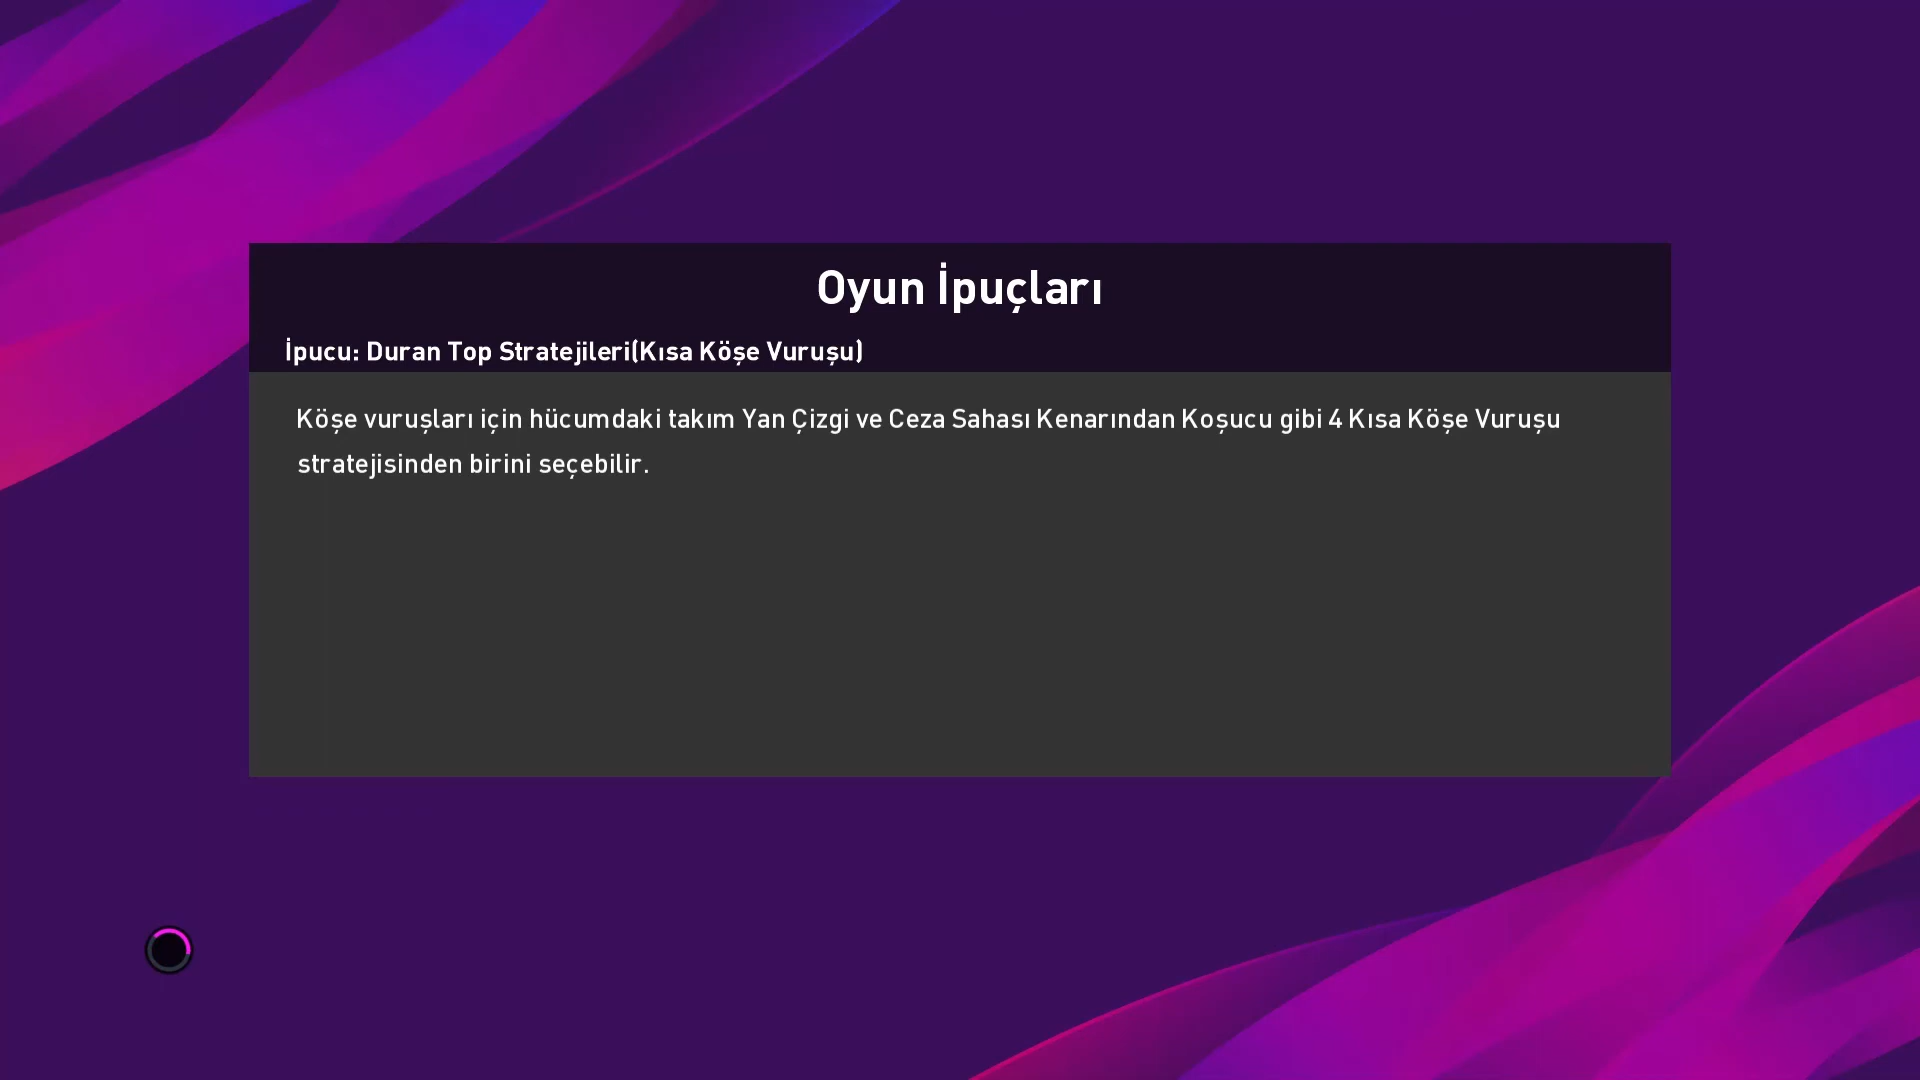 Oyun İpuçları
İpucu: Duran Top Stratejileri(Kısa Köşe Vuruşu)
Köşe vuruşları için hücumdaki takım Yan Çizgi ve Ceza Sahası Kenarından Koşucu gibi 4 Kısa Köşe Vuruşu
stratejisinden birini seçebilir.